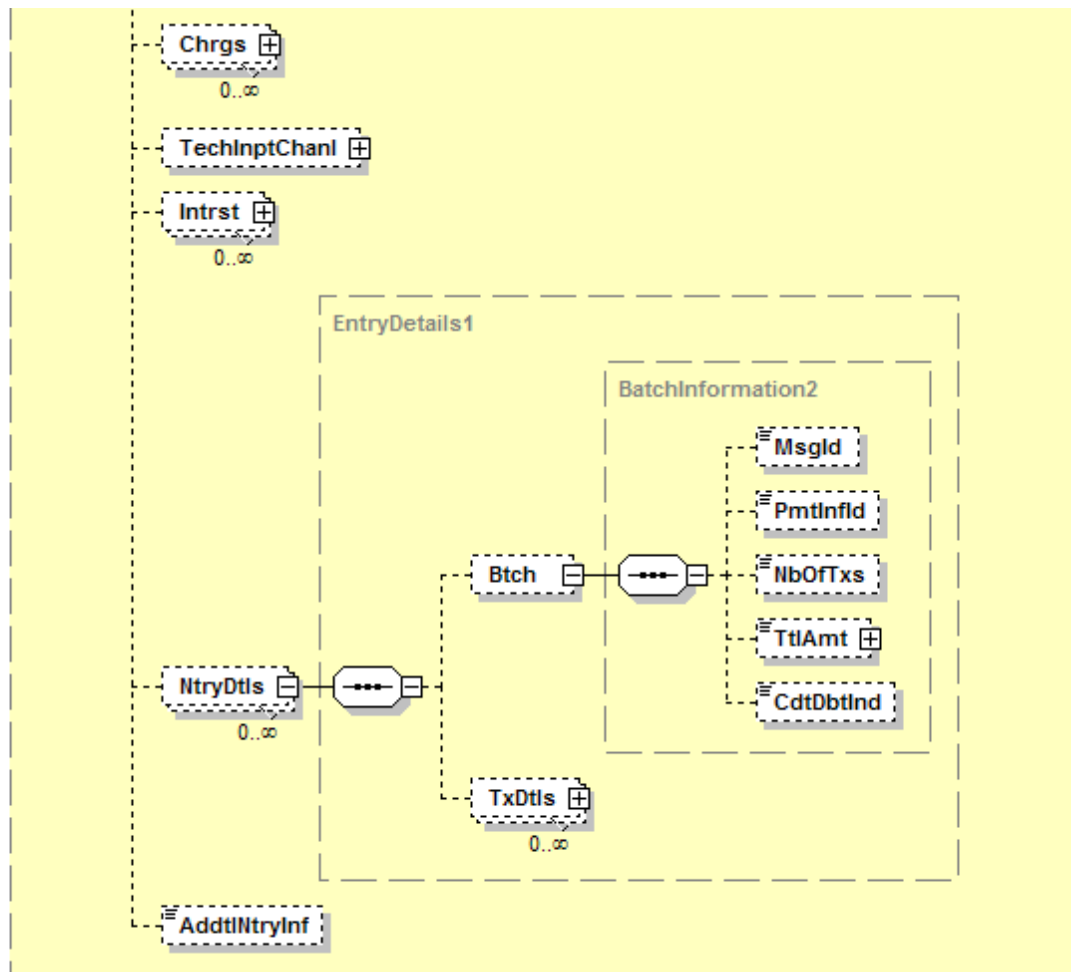 Chrgs
0..∞
TechInptChanl
Intrst
0..∞
EntryDetails1
BatchInformation2
MsgId
PmtInfId
Btch
NbOfTxs
TtlAmt
NtryDtls
0..∞
CdtDbtInd
TxDtls
0..∞
AddtlNtryInf